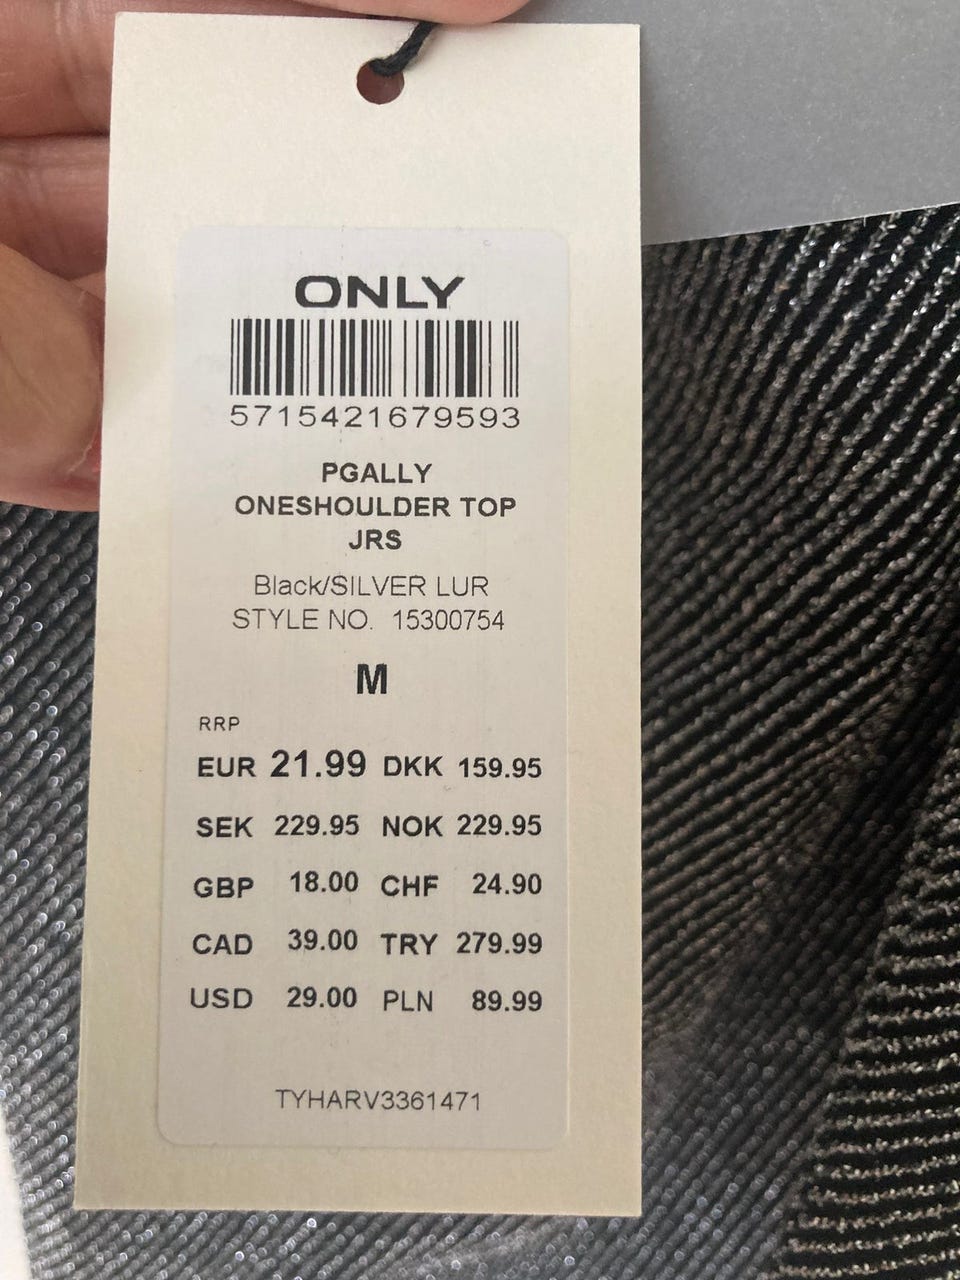 ONLY
5715421679593
PGALLY
ONESHOULDER TOP
JRS
Black/SILVER LUR
STYLE NO. 15300754
M
RRP
EUR 21.99 DKK 159.95
SEK 229.95 NOK 229.95
GBP 18.00 CHF 24.90
CAD 39.00 TRY 279.99
USD 29.00 PLN 89.99
TYHARV3361471